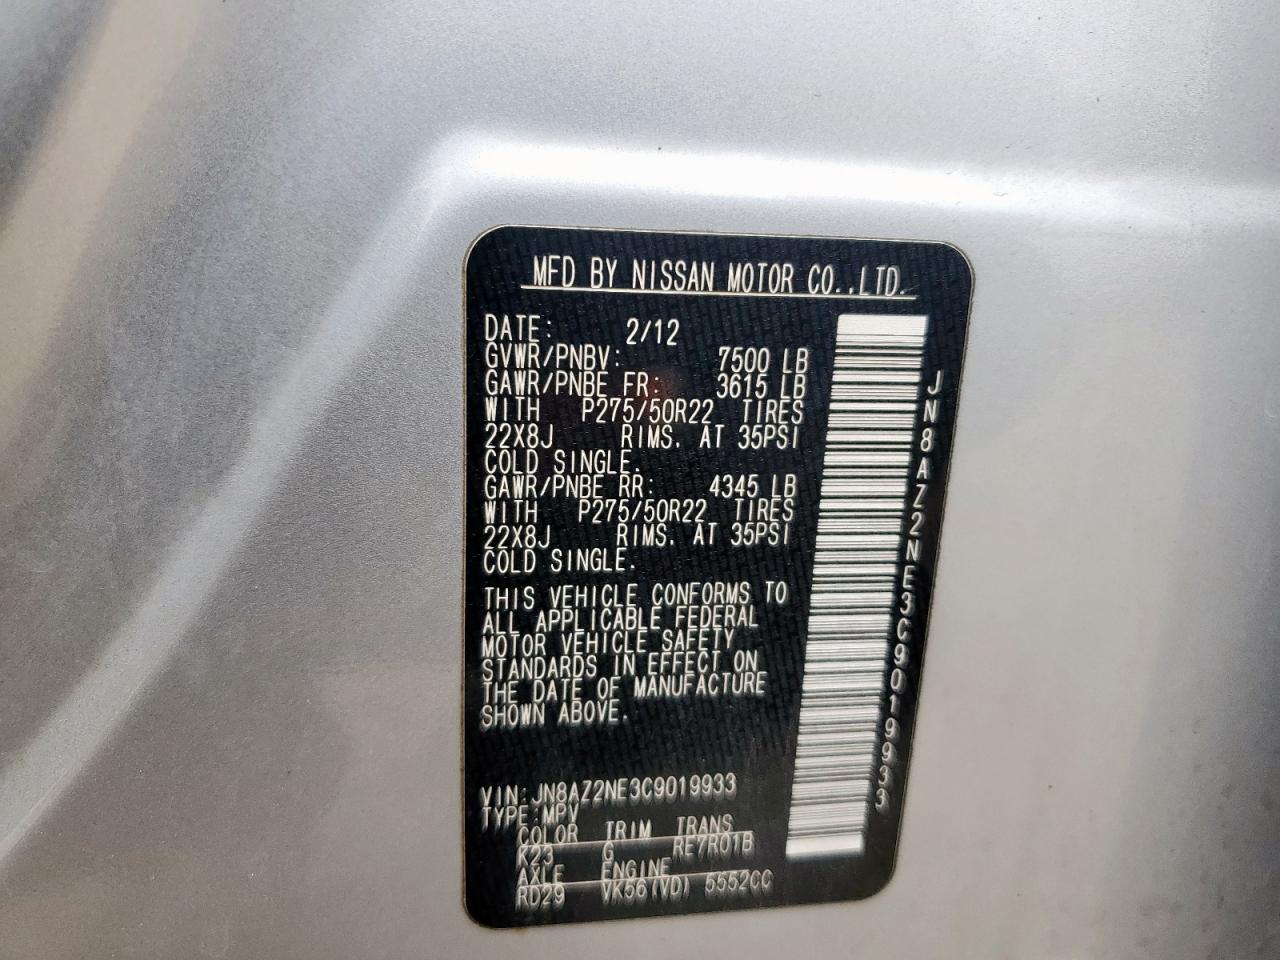 MFD BY NISSAN MOTOR CO.,LTD.
DATE: 2/12
GVWR/PNBV: 7500 LB
GAWR/PNBE FR: 3615 LB
WITH P275/50R22 TIRES
22X8J RIMS. AT 35PSI
COLD SINGLE.
GAWR/PNBE RR: 4345 LB
WITH P275/50R22 TIRES
22X8J RIMS. AT 35PSI
COLD SINGLE.
THIS VEHICLE CONFORMS TO
ALL APPLICABLE FEDERAL
MOTOR VEHICLE SAFETY
STANDARDS IN EFFECT ON
THE DATE OF MANUFACTURE
SHOWN ABOVE.
VIN:JN8AZ2NE3C9019933
TYPE:MPV
COLOR TRIM TRANS
K23 G RE7R01B
AXLE ENGINE
RD29 VK56(VD) 5552CC
JN8AZ2NE3C9019933